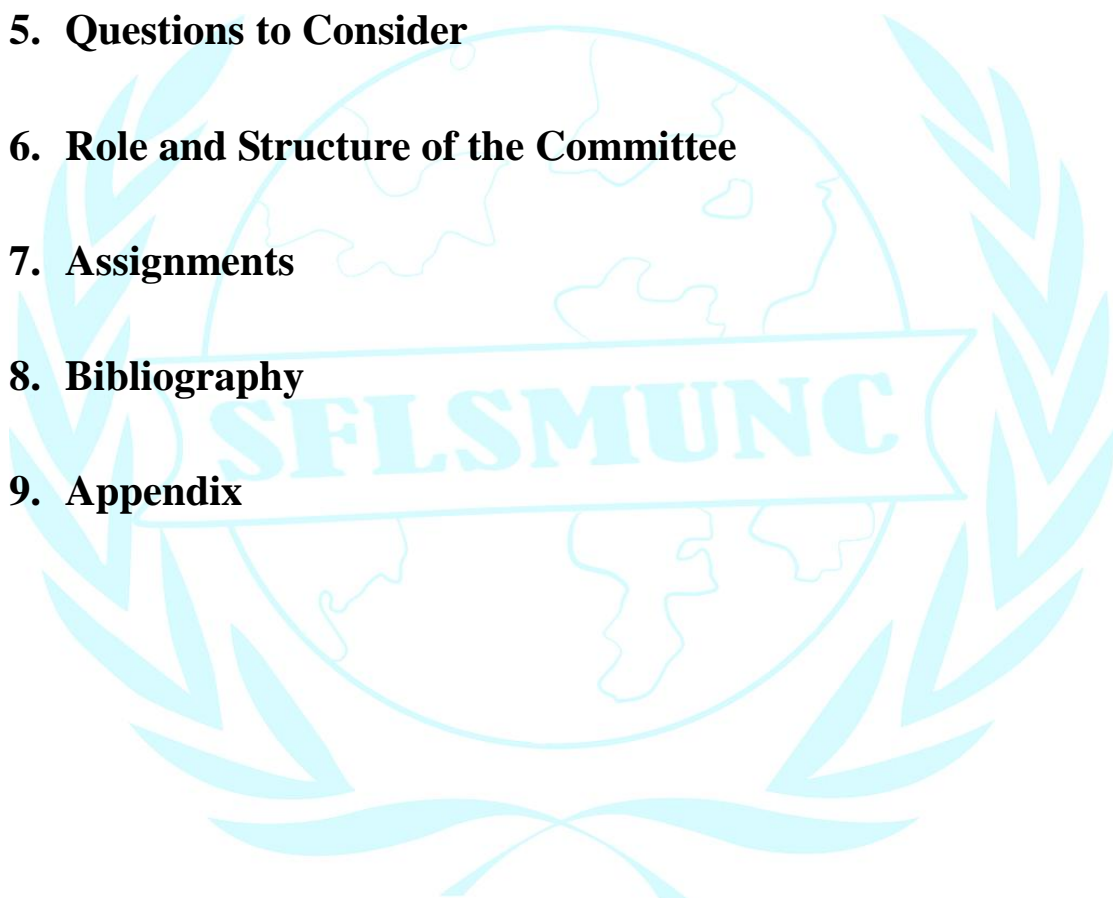 5. Questions to Consider
6. Role and Structure of the Committee
7. Assignments
8. Bibliography
SFLSMUNC
9. Appendix